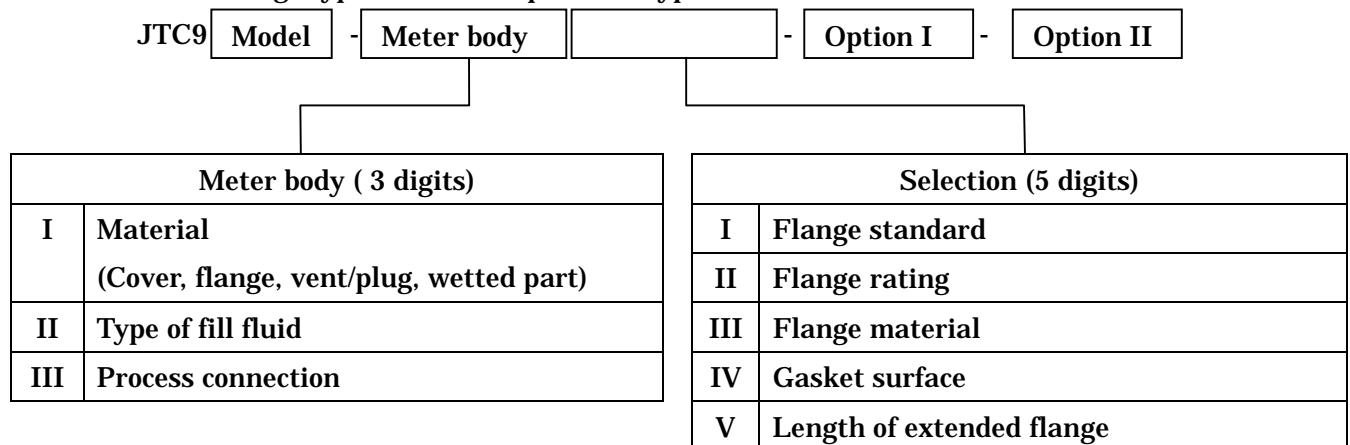 JTC9 Model - Meter body - Option I - Option II
Meter body ( 3 digits)
I Material
(Cover, flange, vent/plug, wetted part)
II Type of fill fluid
III Process connection
Selection (5 digits)
I Flange standard
II Flange rating
III Flange material
IV Gasket surface
V Length of extended flange